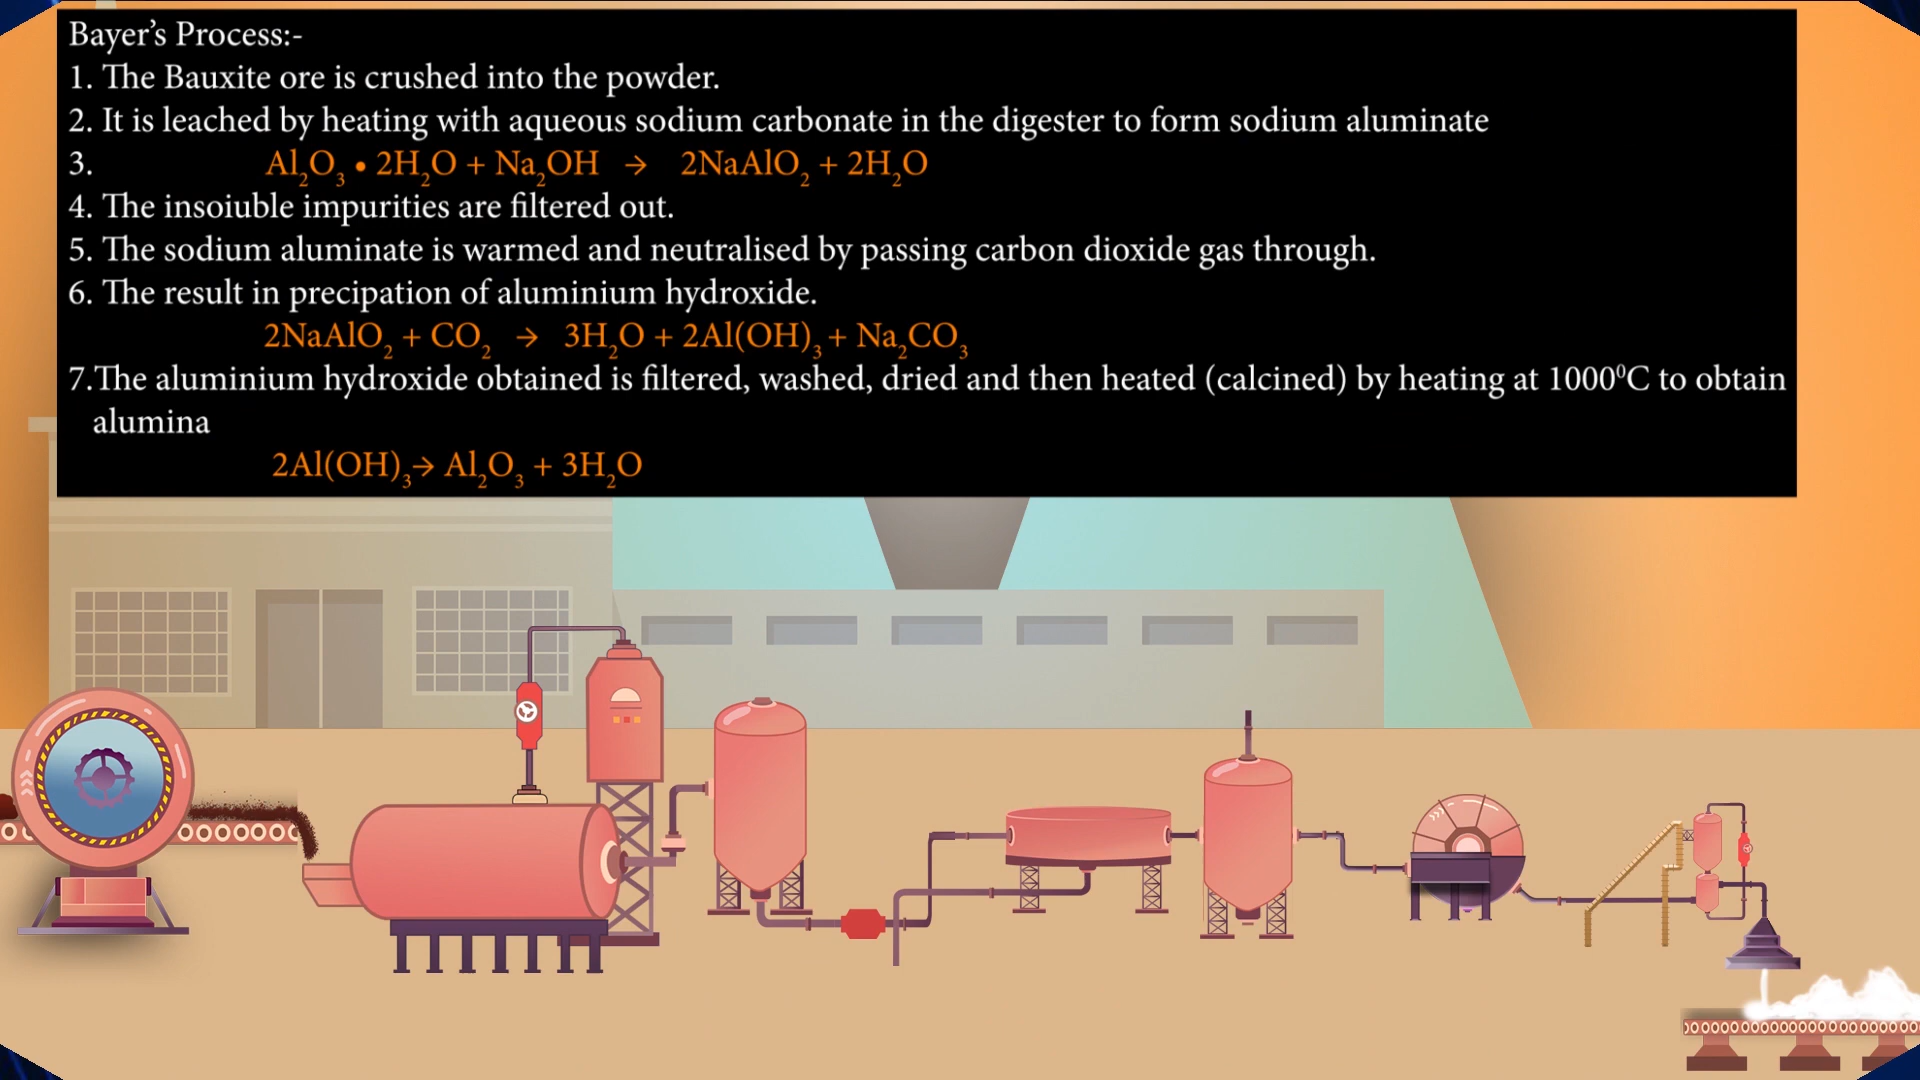 Bayer’s Process:-
1. The Bauxite ore is crushed into the powder.
2. It is leached by heating with aqueous sodium carbonate in the digester to form sodium aluminate
3. Al₂O₃ • 2H₂O + Na₂OH → 2NaAlO₂ + 2H₂O
4. The insoiuble impurities are filtered out.
5. The sodium aluminate is warmed and neutralised by passing carbon dioxide gas through.
6. The result in precipation of aluminium hydroxide.
2NaAlO₂ + CO₂ → 3H₂O + 2Al(OH)₃ + Na₂CO₃
7.The aluminium hydroxide obtained is filtered, washed, dried and then heated (calcined) by heating at 1000⁰C to obtain
alumina
2Al(OH)₃→ Al₂O₃ + 3H₂O